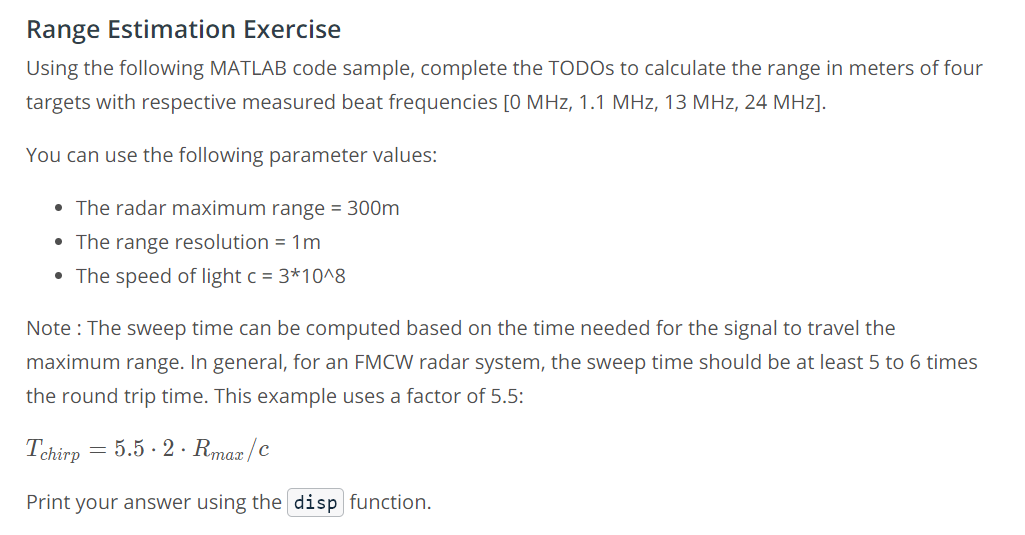 Range Estimation Exercise
Using the following MATLAB code sample, complete the TODOs to calculate the range in meters of four
targets with respective measured beat frequencies [0 MHz, 1.1 MHz, 13 MHz, 24 MHz].
You can use the following parameter values:
• The radar maximum range = 300m
• The range resolution = 1m
• The speed of light c = 3*10^8
Note : The sweep time can be computed based on the time needed for the signal to travel the
maximum range. In general, for an FMCW radar system, the sweep time should be at least 5 to 6 times
the round trip time. This example uses a factor of 5.5:
T_{chirp} = 5.5 · 2 · R_{max}/c
Print your answer using the disp function.